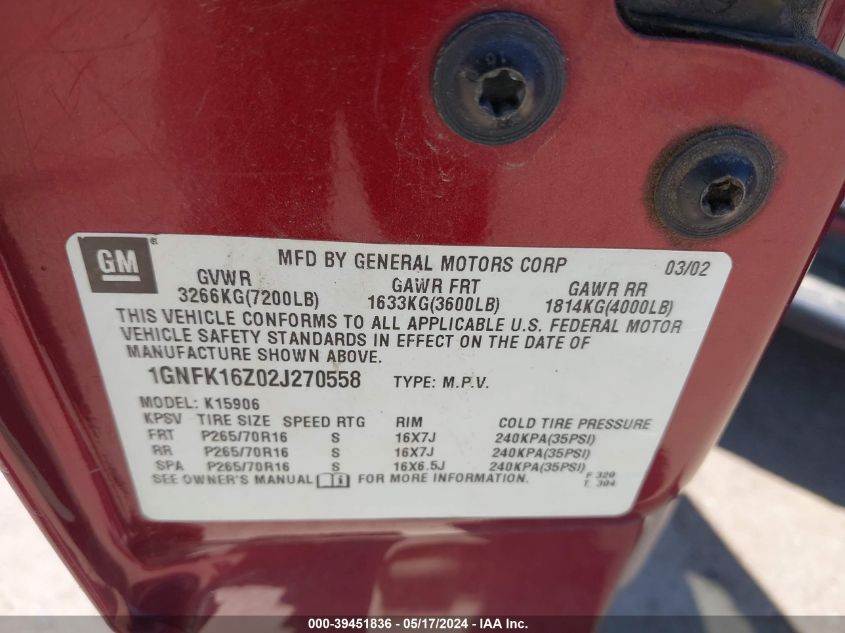 GM ®
MFD BY GENERAL MOTORS CORP 03/02
GVWR GAWR FRT GAWR RR
3266KG(7200LB) 1633KG(3600LB) 1814KG(4000LB)
THIS VEHICLE CONFORMS TO ALL APPLICABLE U.S. FEDERAL MOTOR
VEHICLE SAFETY STANDARDS IN EFFECT ON THE DATE OF
MANUFACTURE SHOWN ABOVE.
1GNFK16Z02J270558 TYPE: M.P.V.
MODEL: K15906
KPSV TIRE SIZE SPEED RTG RIM COLD TIRE PRESSURE
FRT P265/70R16 S 16X7J 240KPA(35PSI)
RR P265/70R16 S 16X7J 240KPA(35PSI)
SPA P265/70R16 S 16X6.5J 240KPA(35PSI)
SEE OWNER'S MANUAL i FOR MORE INFORMATION.
F 320
T. 304
000-39451836 - 05/17/2024 - IAA Inc.